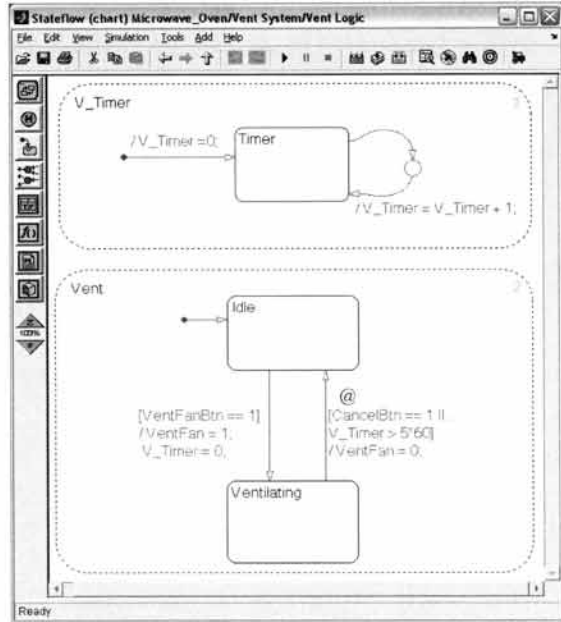 Stateflow (chart) Microwave_Oven/Vent System/Vent Logic
File Edit View Simulation Tools Add Help
V_Timer
/V_Timer =0;
Timer
/V_Timer = V_Timer + 1;
Vent
2
Idle
@
[VentFanBtn == 1]
/VentFan = 1;
V_Timer = 0;
[CancelBtn == 1 ||...
V_Timer > 5*60]
/VentFan = 0;
Ventilating
100%
Ready